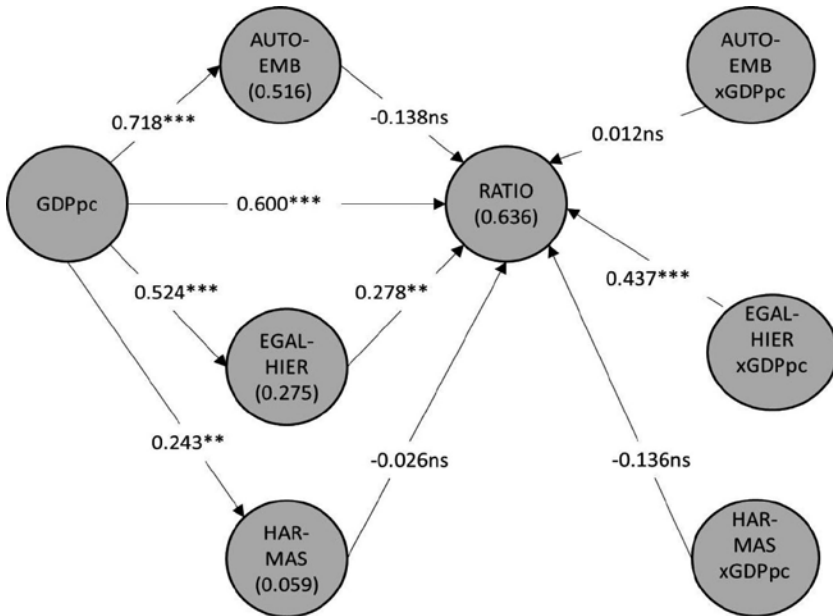 AUTO-
EMB
(0.516)
AUTO-
EMB
xGDPpc
0.718***
-0.138ns
0.012ns
GDPpc
0.600***
RATIO
(0.636)
0.524***
0.278**
0.437***
EGAL-
HIER
(0.275)
EGAL-
HIER
xGDPpc
0.243**
-0.026ns
-0.136ns
HAR-
MAS
(0.059)
HAR-
MAS
xGDPpc